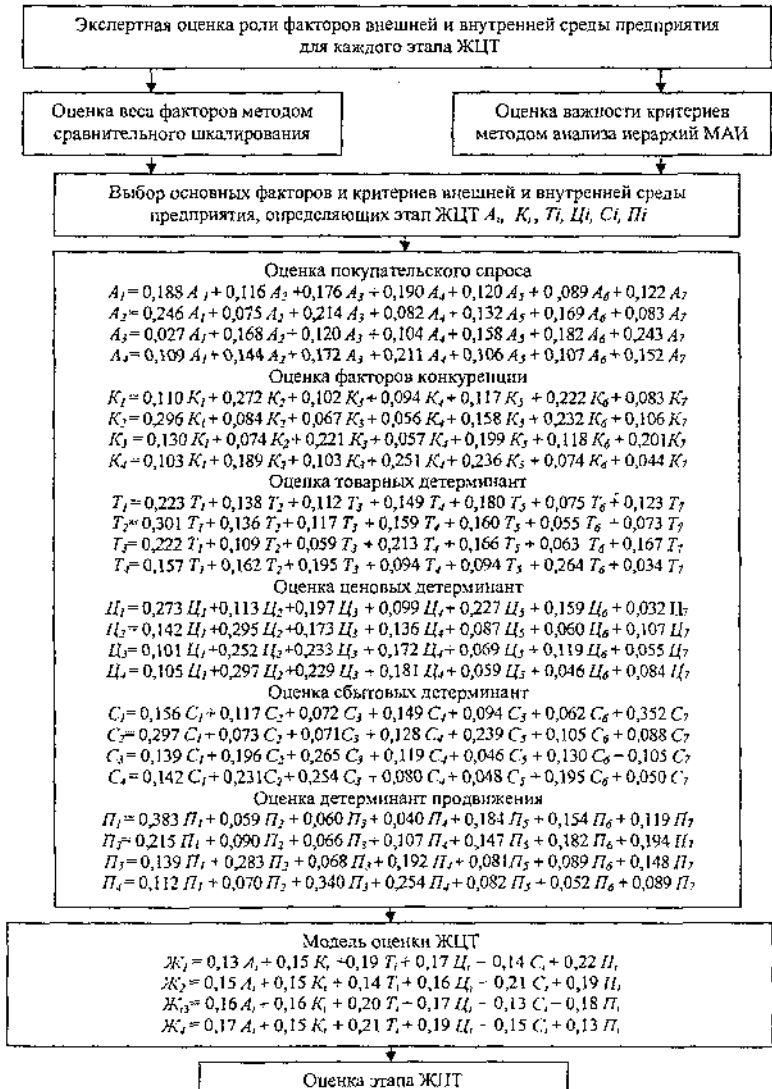 Экспертная оценка роли факторов внешней и внутренней среды предприятия
для каждого этапа ЖЦТ
Оценка веса факторов методом
сравнительного шкалирования
Оценка важности критериев
методом анализа иерархий МАИ
Выбор основных факторов и критериев внешней и внутренней среды
предприятия, определяющих этап ЖЦТ Ai, Ki, Ti, Цi, Ci, Пi
Оценка покупательского спроса
A1= 0,188 A1 + 0,116 A2 +0,176 A3 + 0,190 A4 + 0,120 A5 + 0,089 A6 + 0,122 A7
A2= 0,246 A1 + 0,075 A2 + 0,214 A3 + 0,082 A4 + 0,132 A5 + 0,169 A6 + 0,083 A7
A3= 0,027 A1 + 0,168 A2 + 0,120 A3 + 0,104 A4 + 0,158 A5 + 0,182 A6 + 0,243 A7
A4= 0,109 A1 + 0,144 A2 + 0,172 A3 + 0,211 A4 + 0,106 A5 + 0,107 A6 + 0,152 A7
Оценка факторов конкуренции
K1= 0,110 K1 + 0,272 K2 + 0,102 K3 + 0,094 K4 + 0,117 K5 + 0,222 K6 + 0,083 K7
K2= 0,296 K1 + 0,084 K2 + 0,067 K3 + 0,056 K4 + 0,158 K5 + 0,232 K6 + 0,106 K7
K3 = 0,130 K1 + 0,074 K2 + 0,221 K3 + 0,057 K4 + 0,199 K5 + 0,118 K6 + 0,201K7
K4= 0,103 K1 + 0,189 K2 + 0,103 K3 + 0,251 K4 + 0,236 K5 + 0,074 K6 + 0,044 K7
Оценка товарных детерминант
T1= 0,223 T1 + 0,138 T2 + 0,112 T3 + 0,149 T4 + 0,180 T5 + 0,075 T6 + 0,123 T7
T2= 0,301 T1 + 0,136 T2 + 0,117 T3 + 0,159 T4 + 0,160 T5 + 0,055 T6 + 0,073 T7
T3= 0,222 T1 + 0,109 T2 + 0,059 T3 + 0,213 T4 + 0,166 T5 + 0,063 T6 + 0,167 T7
T4= 0,157 T1 + 0,162 T2 + 0,195 T3 + 0,094 T4 + 0,094 T5 + 0,264 T6 + 0,034 T7
Оценка ценовых детерминант
Ц1= 0,273 Ц1 +0,113 Ц2 +0,197 Ц3 + 0,099 Ц4 + 0,227 Ц5 + 0,159 Ц6 + 0,032 Ц7
Ц2= 0,142 Ц1 +0,295 Ц2 +0,173 Ц3 + 0,136 Ц4 + 0,087 Ц5 + 0,060 Ц6 + 0,107 Ц7
Ц3= 0,101 Ц1 +0,252 Ц2 +0,233 Ц3 + 0,172 Ц4 + 0,069 Ц5 + 0,119 Ц6 + 0,055 Ц7
Ц4= 0,105 Ц1 +0,297 Ц2 +0,229 Ц3 + 0,181 Ц4 + 0,059 Ц5 + 0,046 Ц6 + 0,084 Ц7
Оценка сбытовых детерминант
C1= 0,156 C1 + 0,117 C2 + 0,072 C3 + 0,149 C4 + 0,094 C5 + 0,062 C6 + 0,352 C7
C2= 0,297 C1 + 0,073 C2 + 0,071C3 + 0,128 C4 + 0,239 C5 + 0,105 C6 + 0,088 C7
C3= 0,139 C1 + 0,196 C2 + 0,265 C3 + 0,119 C4 + 0,046 C5 + 0,130 C6 + 0,105 C7
C4= 0,142 C1 + 0,231C2 + 0,254 C3 + 0,080 C4 + 0,048 C5 + 0,195 C6 + 0,050 C7
Оценка детерминант продвижения
П1= 0,383 П1 + 0,059 П2 + 0,060 П3 + 0,040 П4 + 0,184 П5 + 0,154 П6 + 0,119 П7
П2= 0,215 П1 + 0,090 П2 + 0,066 П3 + 0,107 П4 + 0,147 П5 + 0,182 П6 + 0,194 П7
П3= 0,139 П1 + 0,283 П2 + 0,068 П3 + 0,192 П4 + 0,081П5 + 0,089 П6 + 0,148 П7
П4= 0,112 П1 + 0,070 П2 + 0,340 П3 + 0,254 П4 + 0,082 П5 + 0,052 П6 + 0,089 П7
Модель оценки ЖЦТ
Ж1 = 0,13 Ai + 0,15 Ki + 0,19 Ti + 0,17 Цi + 0,14 Ci + 0,22 Пi
Ж2 = 0,15 Ai + 0,15 Ki + 0,14 Ti + 0,16 Цi + 0,21 Ci + 0,19 Пi
Ж3= 0,16 Ai + 0,16 Ki + 0,20 Ti + 0,17 Цi + 0,13 Ci + 0,18 Пi
Ж4= 0,17 Ai + 0,15 Ki + 0,21 Ti + 0,19 Цi + 0,15 Ci + 0,13 Пi
Оценка этапа ЖЦТ